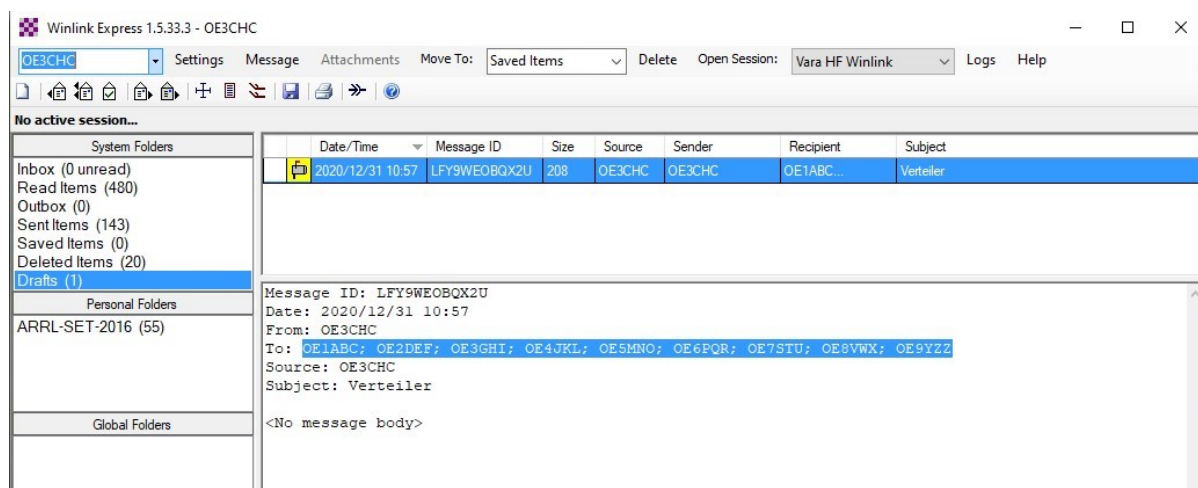 Winlink Express 1.5.33.3 - OE3CHC
OE3CHC Settings Message Attachments Move To: Saved Items Delete Open Session: Vara HF Winlink Logs Help
No active session...
System Folders
Inbox (0 unread)
Read Items (480)
Outbox (0)
Sent Items (143)
Saved Items (0)
Deleted Items (20)
Drafts (1)
Personal Folders
ARRL-SET-2016 (55)
Global Folders
Date/Time Message ID Size Source Sender Recipient Subject
2020/12/31 10:57 LFY9WEOBQX2U 208 OE3CHC OE3CHC OE1ABC... Verteiler
Message ID: LFY9WEOBQX2U
Date: 2020/12/31 10:57
From: OE3CHC
To: OE1ABC; OE2DEF; OE3GHI; OE4JKL; OE5MNO; OE6PQR; OE7STU; OE8VWX; OE9YZZ
Source: OE3CHC
Subject: Verteiler
<No message body>